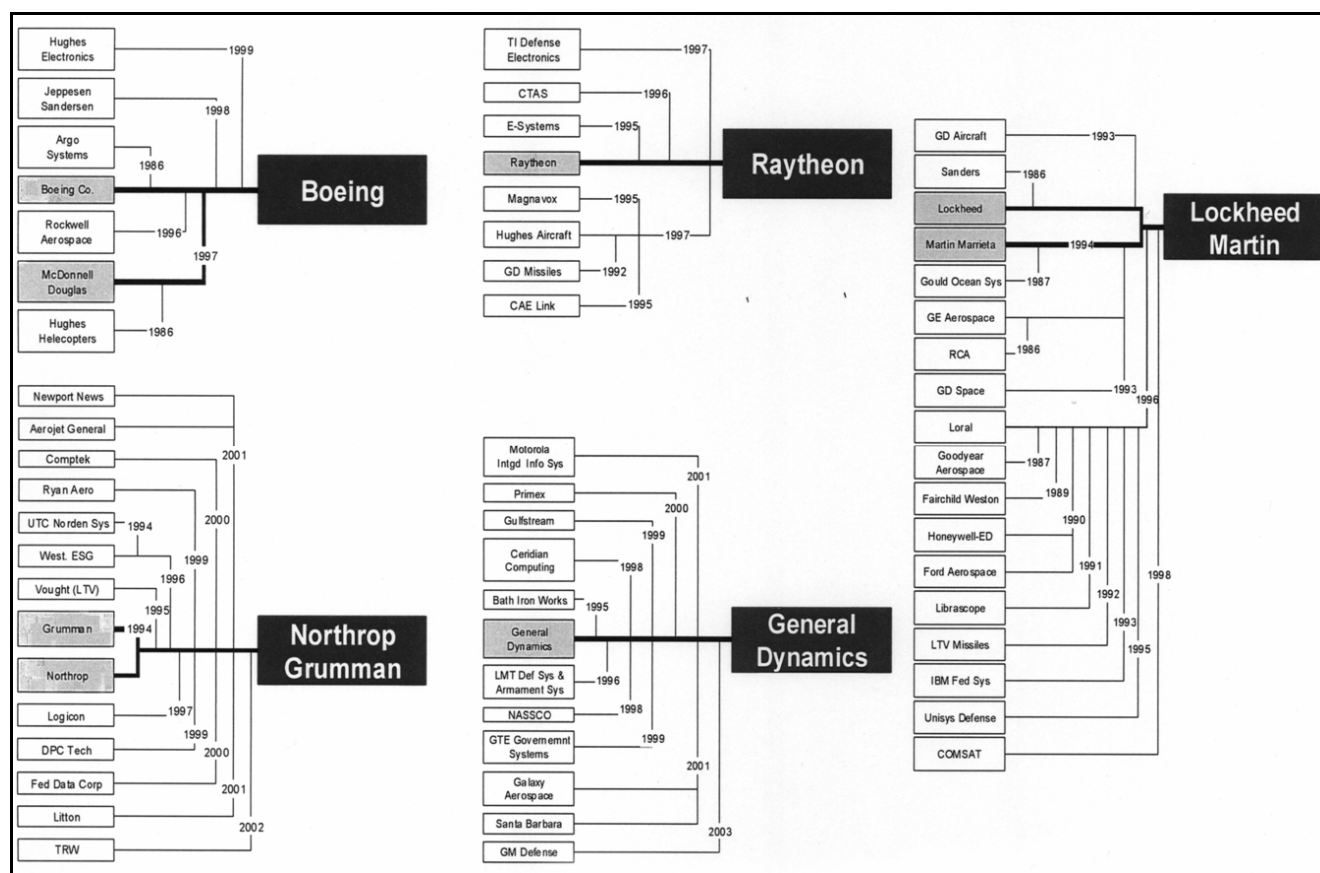 Hughes
Electronics
1999
Jeppesen
Sandersen
1998
Argo
Systems
1986
Boeing Co.
Boeing
Rockwell
Aerospace
1996
1997
McDonnell
Douglas
Hughes
Helecopters
1986
TI Defense
Electronics
1997
CTAS
1996
E-Systems
1995
Raytheon
Raytheon
Magnavox
1995
Hughes Aircraft
1997
GD Missiles
1992
CAE Link
1995
GD Aircraft
1993
Sanders
1986
Lockheed
Lockheed
Martin
Martin Marrieta
1994
Gould Ocean Sys
1987
GE Aerospace
RCA
1986
GD Space
1993
1996
Loral
Goodyear
Aerospace
1987
Fairchild Weston
1989
Honeywell-ED
1990
Ford Aerospace
1991
1998
Librascope
1992
LTV Missiles
1993
1995
IBM Fed Sys
Unisys Defense
COMSAT
Newport News
Aerojet General
2001
Comptek
Ryan Aero
2000
UTC Norden Sys
1994
West. ESG
1999
1996
Vought (LTV)
1995
Grumman
1994
Northrop
Grumman
Northrop
Logicon
1997
1999
DPC Tech
2000
Fed Data Corp
2001
Litton
2002
TRW
Motorola
Intgd Info Sys
2001
Primex
2000
Gulfstream
1999
Ceridian
Computing
1998
Bath Iron Works
1995
General
Dynamics
General
Dynamics
LMT Def Sys &
Armament Sys
1996
NASSCO
1998
GTE Governemnt
Systems
1999
2001
Galaxy
Aerospace
Santa Barbara
2003
GM Defense